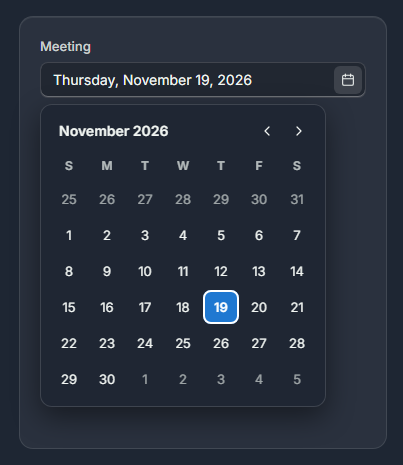 Meeting
Thursday, November 19, 2026
November 2026
S M T W T F S
25 26 27 28 29 30 31
1 2 3 4 5 6 7
8 9 10 11 12 13 14
15 16 17 18 19 20 21
22 23 24 25 26 27 28
29 30 1 2 3 4 5